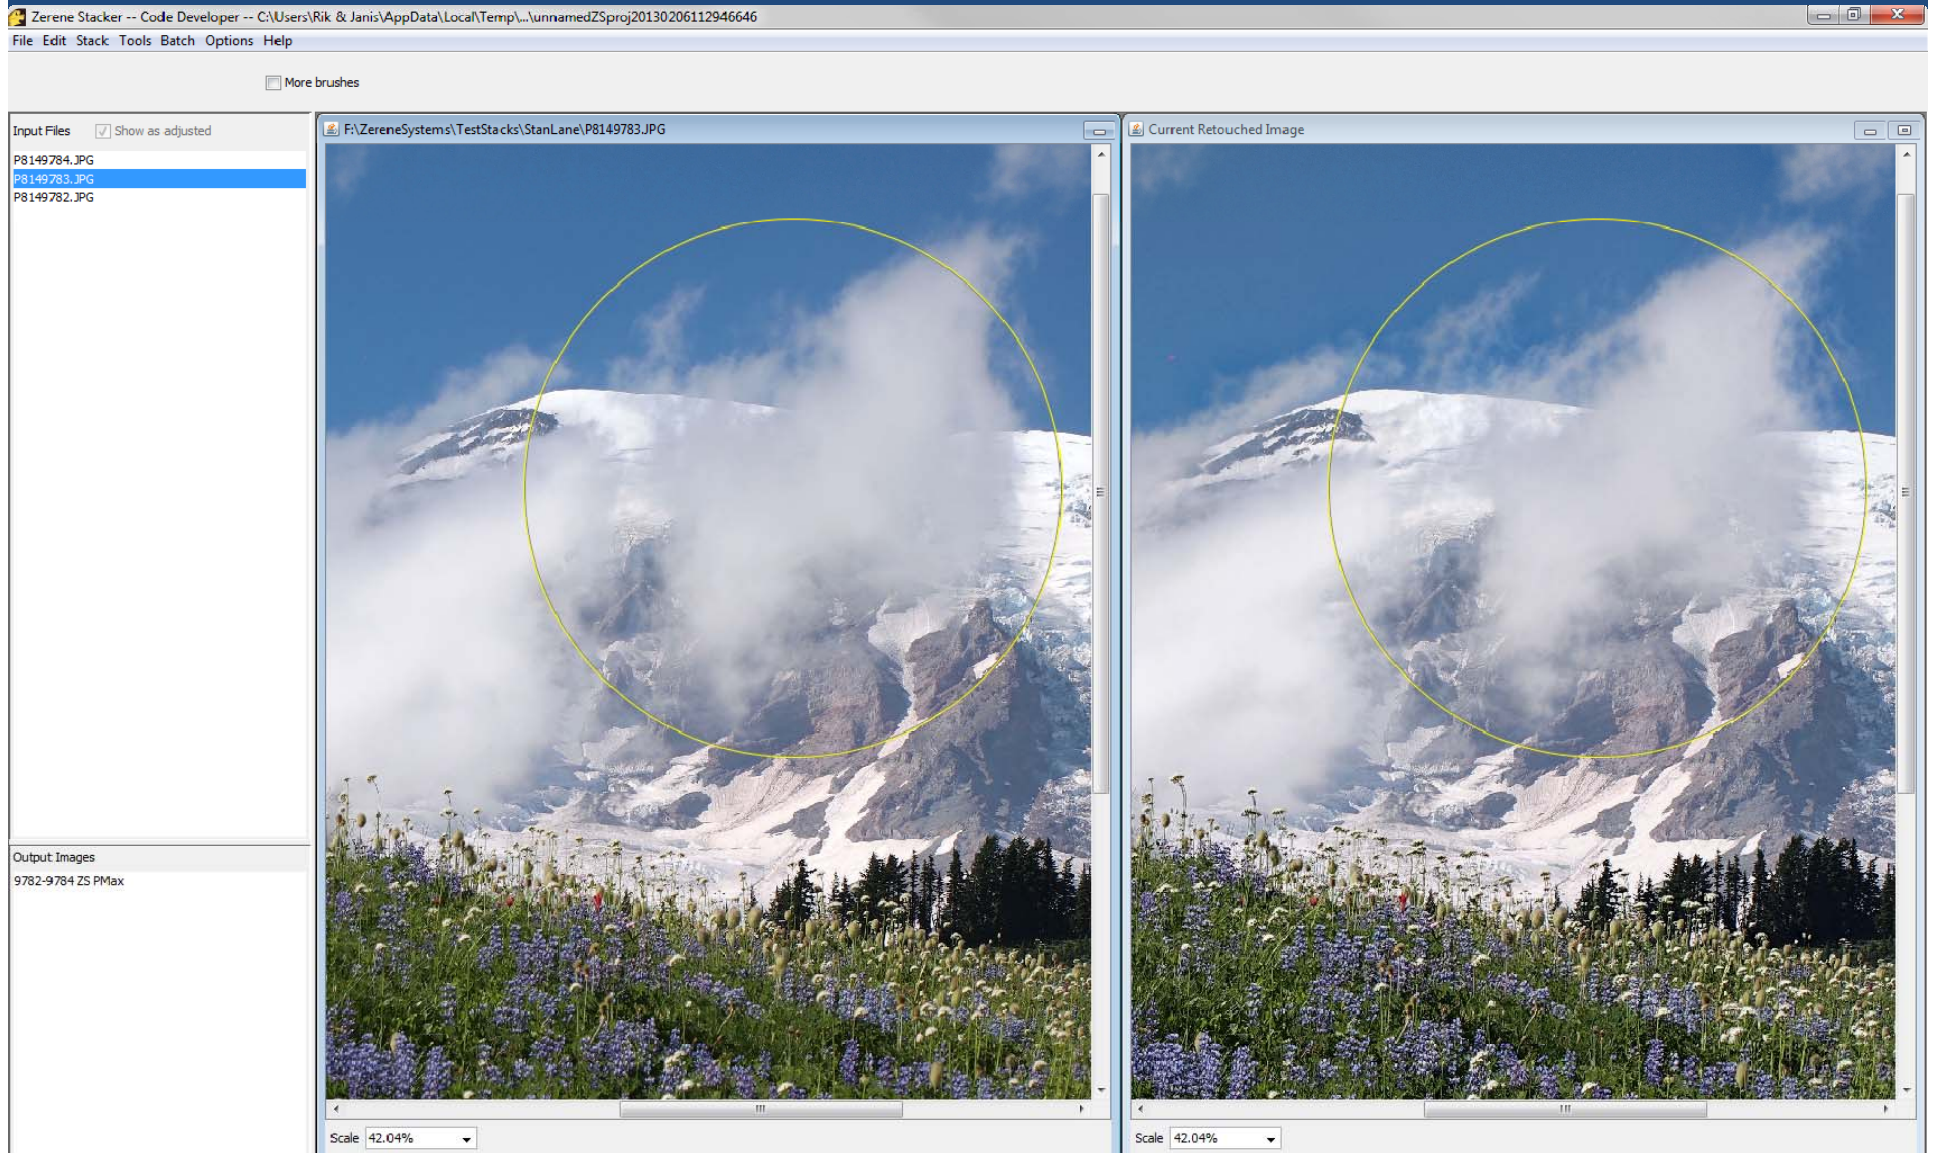 Zerene Stacker -- Code Developer -- C:\Users\Rik & Janis\AppData\Local\Temp\...\unnamedZSproj20130206112946646
File Edit Stack Tools Batch Options Help
More brushes
Input Files Show as adjusted
P8149784.JPG
P8149783.JPG
P8149782.JPG
Output Images
9782-9784 ZS PMax
F:\ZereneSystems\TestStacks\StanLane\P8149783.JPG
Scale 42.04%
Current Retouched Image
Scale 42.04%